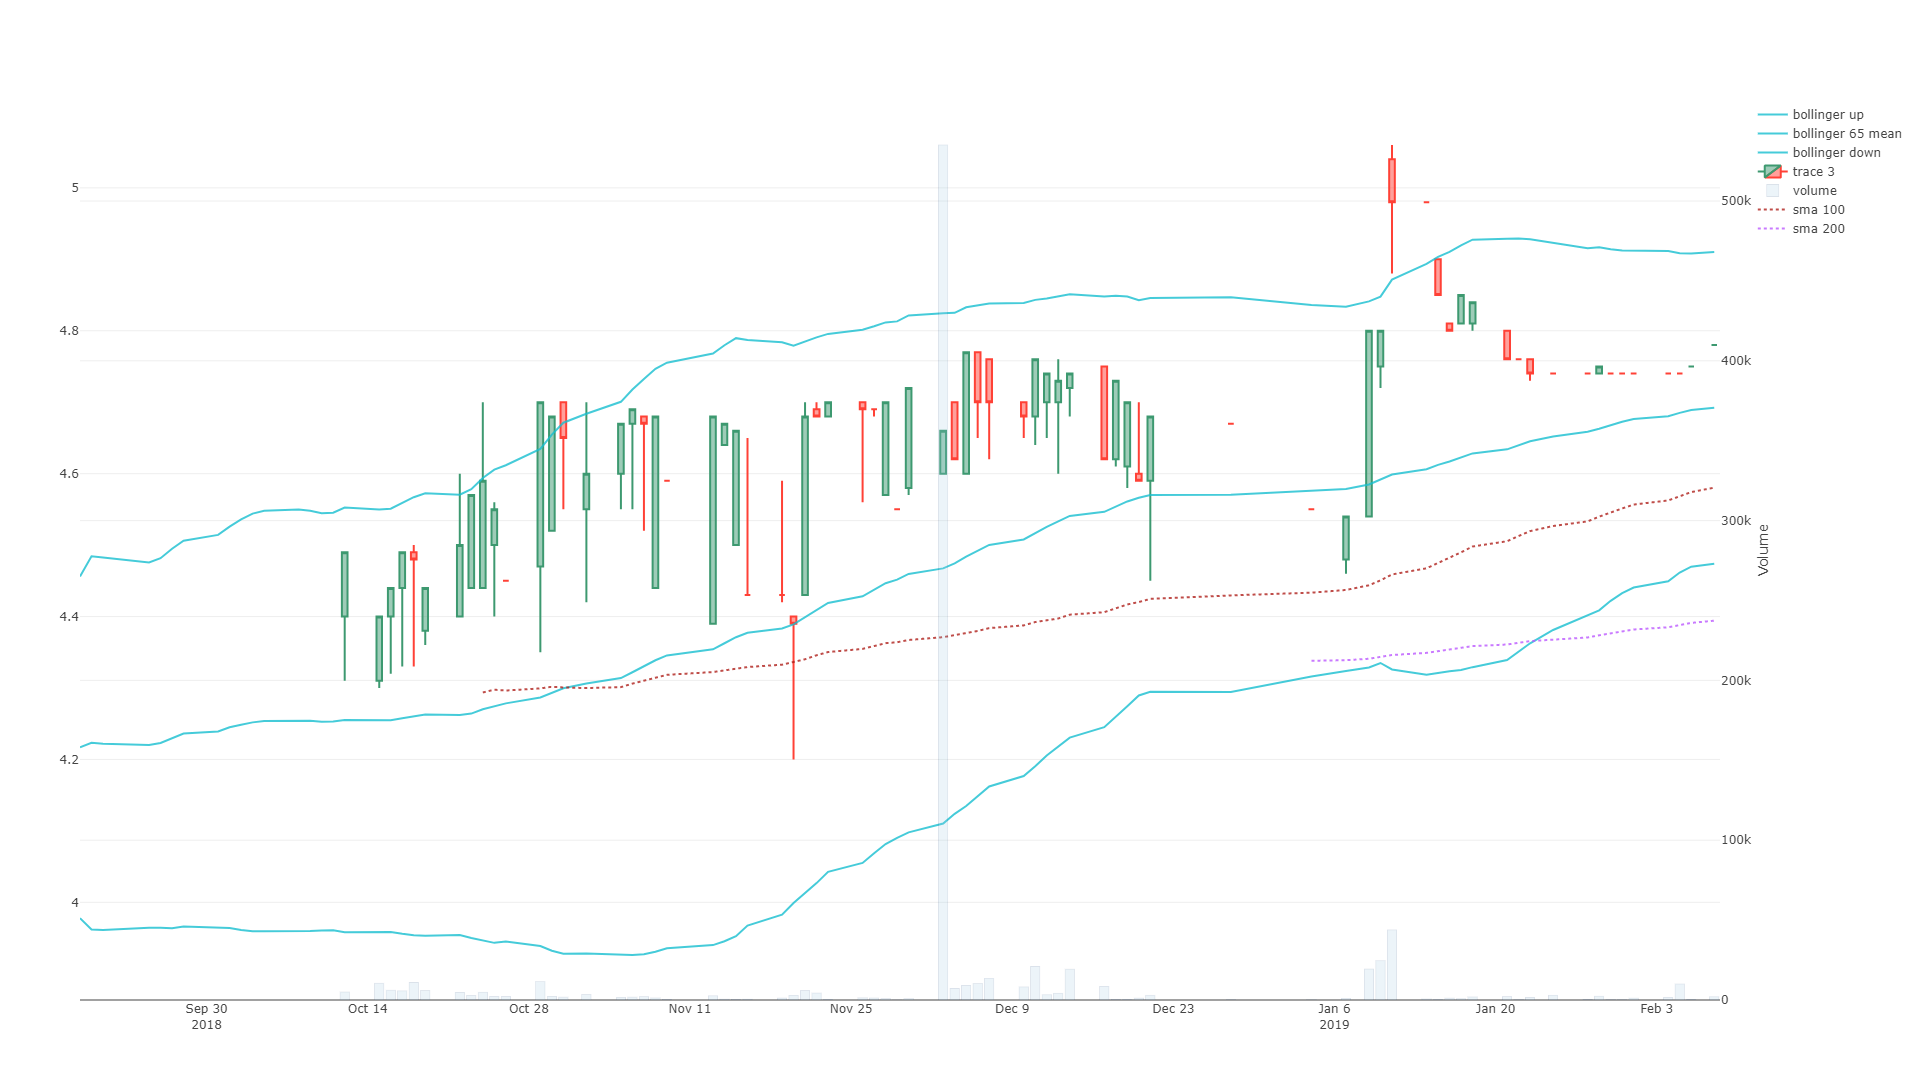 bollinger up
bollinger 65 mean
bollinger down
trace 3
volume
sma 100
sma 200
5
4.8
4.6
4.4
4.2
4
500k
400k
300k
200k
100k
0
Volume
Sep 30
2018
Oct 14
Oct 28
Nov 11
Nov 25
Dec 9
Dec 23
Jan 6
2019
Jan 20
Feb 3